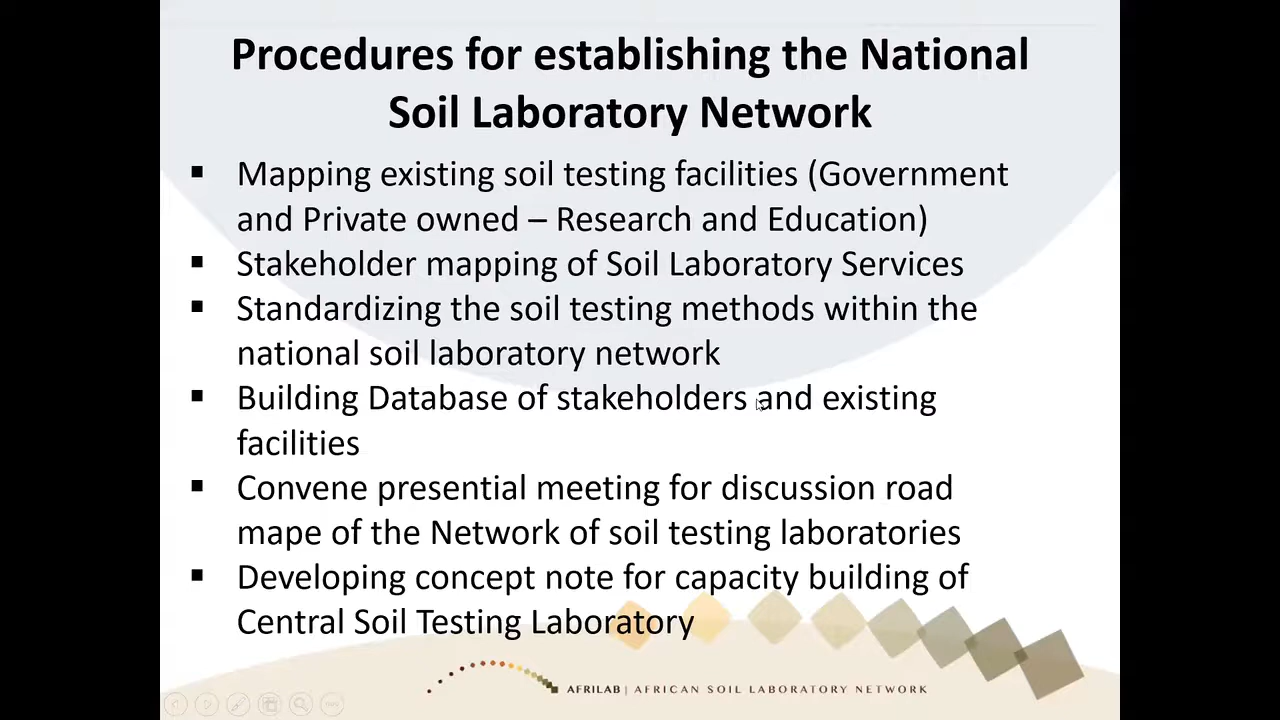 Procedures for establishing the National
Soil Laboratory Network
▪ Mapping existing soil testing facilities (Government
and Private owned – Research and Education)
▪ Stakeholder mapping of Soil Laboratory Services
▪ Standardizing the soil testing methods within the
national soil laboratory network
▪ Building Database of stakeholders and existing
facilities
▪ Convene presential meeting for discussion road
mape of the Network of soil testing laboratories
▪ Developing concept note for capacity building of
Central Soil Testing Laboratory
AFRILAB | AFRICAN SOIL LABORATORY NETWORK